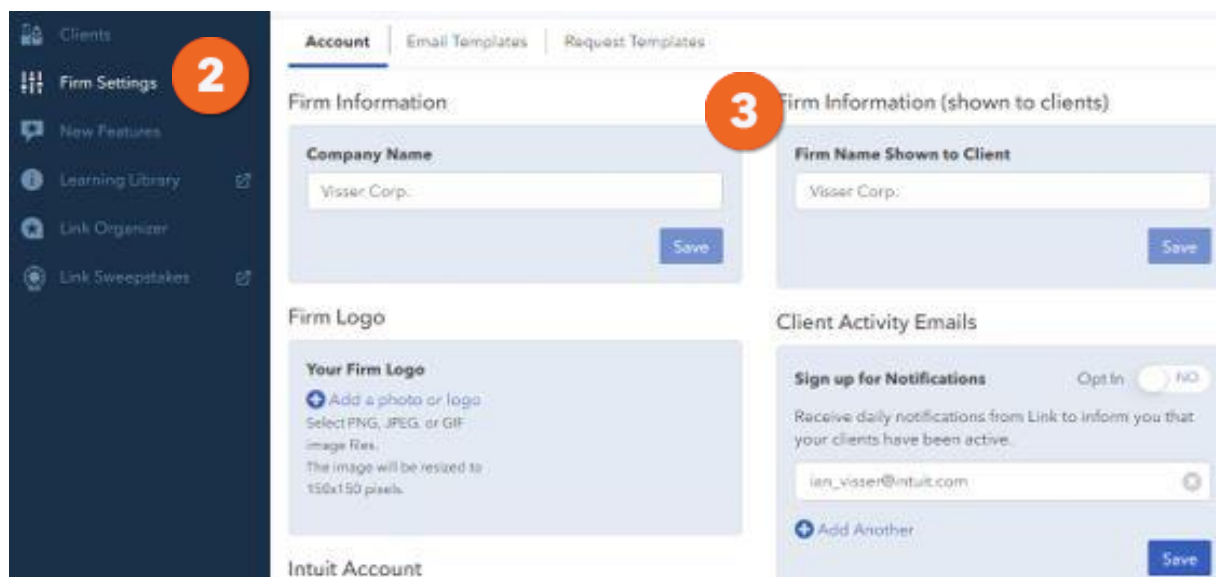 Clients
Firm Settings
2
New Features
Learning Library
Link Organizer
Link Sweepstakes
Account
Email Templates
Request Templates
Firm Information
Company Name
Visser Corp.
Save
Firm Logo
Your Firm Logo
Add a photo or logo
Select PNG, JPEG, or GIF
image files.
The image will be resized to
150x150 pixels.
Intuit Account
3
Firm Information (shown to clients)
Firm Name Shown to Client
Visser Corp.
Save
Client Activity Emails
Sign up for Notifications
Opt In
NO
Receive daily notifications from Link to inform you that
your clients have been active.
ian_visser@intuit.com
Add Another
Save